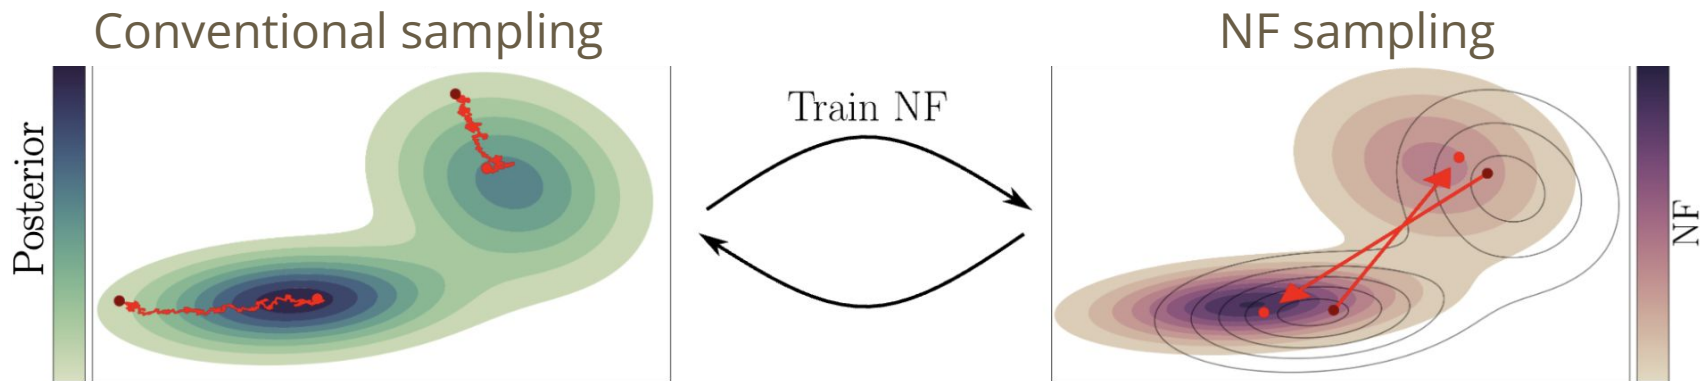 Conventional sampling
NF sampling
Posterior
Train NF
NF